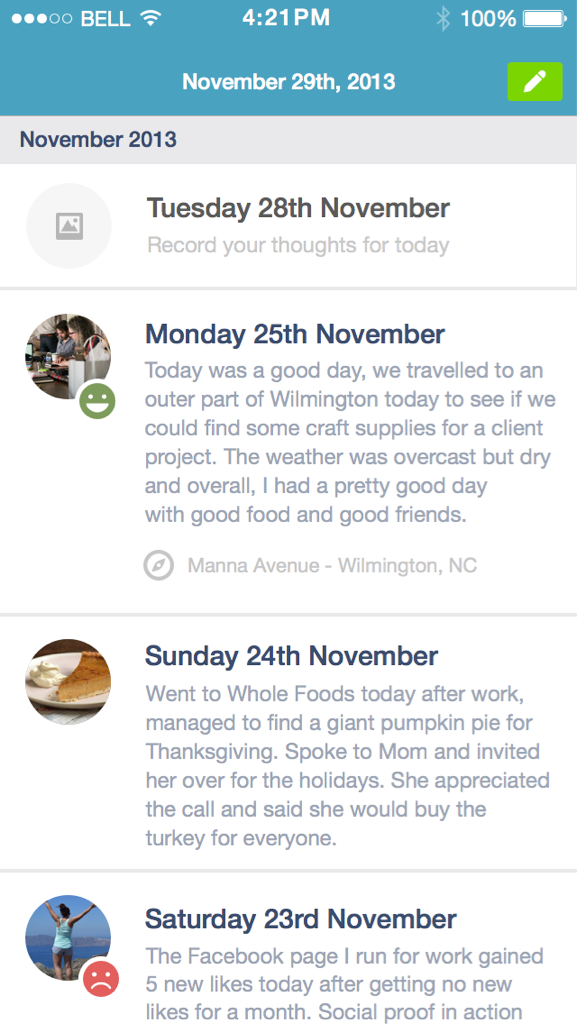 BELL 4:21PM 100%
November 29th, 2013
November 2013
Tuesday 28th November
Record your thoughts for today
Monday 25th November
Today was a good day, we travelled to an
outer part of Wilmington today to see if we
could find some craft supplies for a client
project. The weather was overcast but dry
and overall, I had a pretty good day
with good food and good friends.
Manna Avenue - Wilmington, NC
Sunday 24th November
Went to Whole Foods today after work,
managed to find a giant pumpkin pie for
Thanksgiving. Spoke to Mom and invited
her over for the holidays. She appreciated
the call and said she would buy the
turkey for everyone.
Saturday 23rd November
The Facebook page I run for work gained
5 new likes today after getting no new
likes for a month. Social proof in action